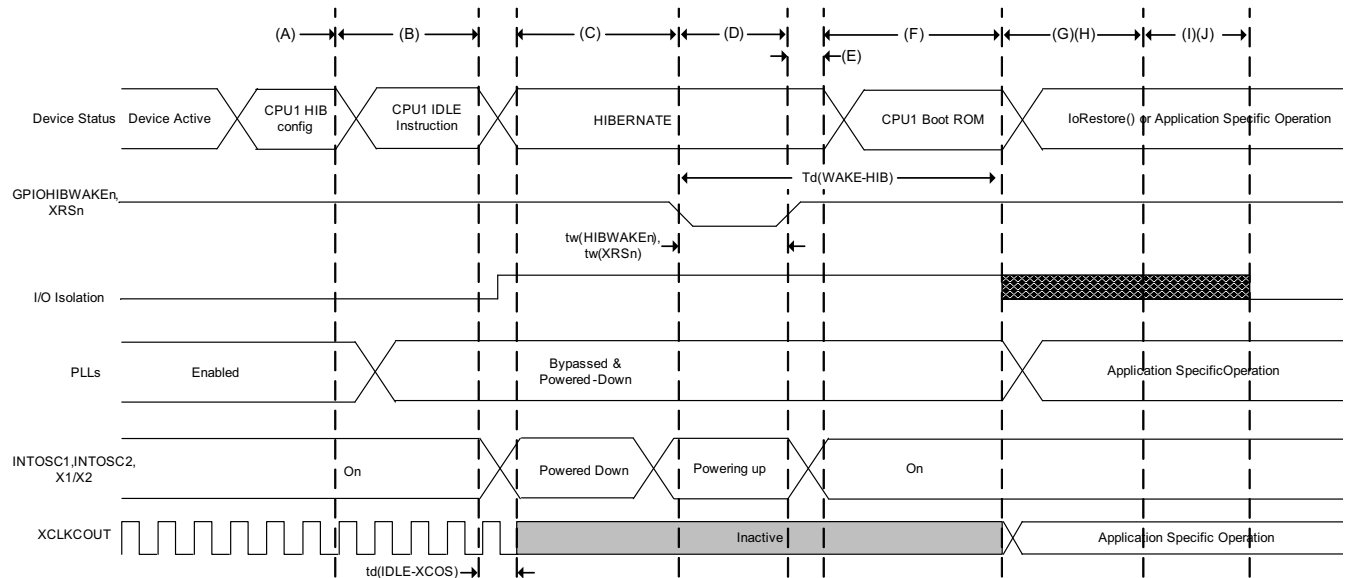 (A)
(B)
(C)
(D)
(F)
(G)(H)
(I)(J)
(E)
Device Status
Device Active
CPU1 HIB
config
CPU1 IDLE
Instruction
HIBERNATE
CPU1 Boot ROM
IoRestore() or Application Specific Operation
Td(WAKE-HIB)
GPIOHIBWAKEn,
XRSn
tw(HIBWAKEn),
tw(XRSn)
I/O Isolation
PLLs
Enabled
Bypassed &
Powered-Down
Application SpecificOperation
INTOSC1,INTOSC2,
X1/X2
On
Powered Down
Powering up
On
XCLKCOUT
Inactive
Application Specific Operation
td(IDLE-XCOS)